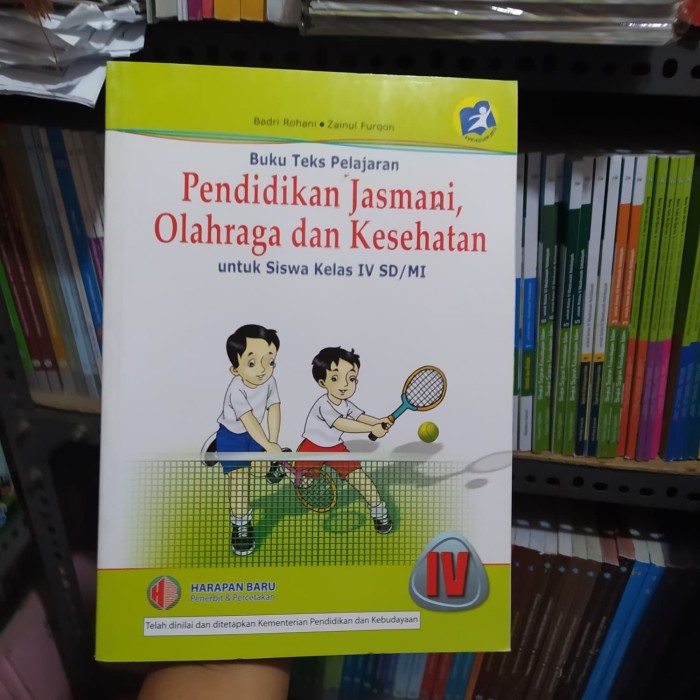 Badri Rohani • Zainul Furqon
Buku Teks Pelajaran
Pendidikan Jasmani,
Olahraga dan Kesehatan
untuk Siswa Kelas IV SD/MI
IV
HARAPAN BARU
Penerbit & Percetakan
Telah dinilai dan ditetapkan Kementerian Pendidikan dan Kebudayaan